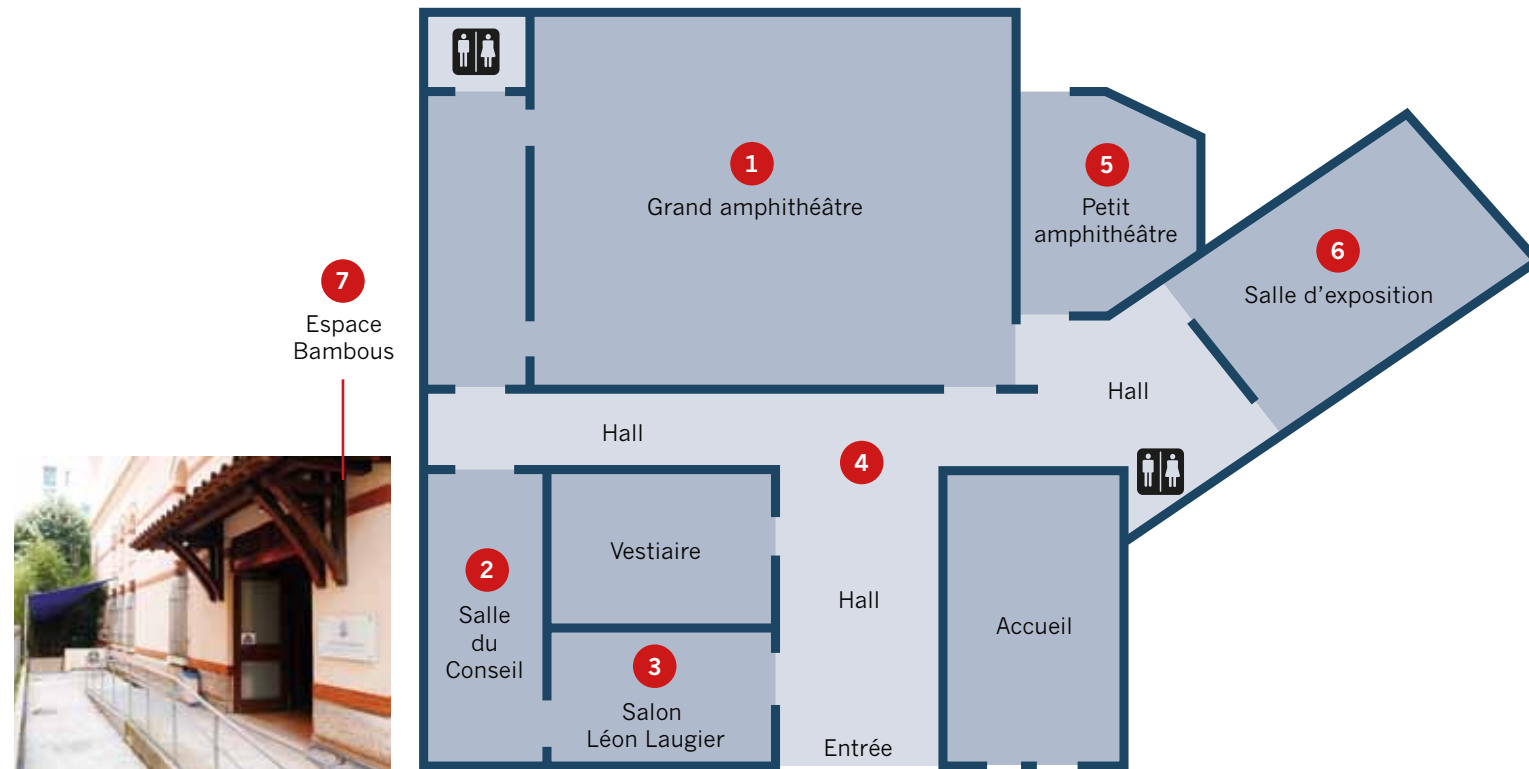 1
Grand amphithéâtre
5
Petit
amphithéâtre
6
Salle d'exposition
7
Espace
Bambous
Hall
Hall
4
2
Salle
du
Conseil
Vestiaire
3
Salon
Léon Laugier
Hall
Entrée
Accueil